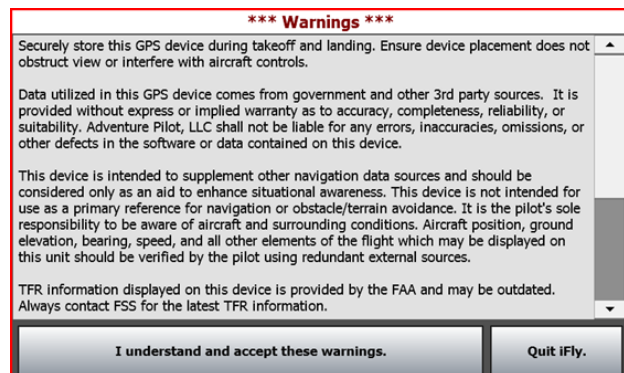 *** Warnings ***
Securely store this GPS device during takeoff and landing. Ensure device placement does not
obstruct view or interfere with aircraft controls.
Data utilized in this GPS device comes from government and other 3rd party sources.  It is
provided without express or implied warranty as to accuracy, completeness, reliability, or
suitability. Adventure Pilot, LLC shall not be liable for any errors, inaccuracies, omissions, or
other defects in the software or data contained on this device.
This device is intended to supplement other navigation data sources and should be
considered only as an aid to enhance situational awareness. This device is not intended for
use as a primary reference for navigation or obstacle/terrain avoidance. It is the pilot's sole
responsibility to be aware of aircraft and surrounding conditions. Aircraft position, ground
elevation, bearing, speed, and all other elements of the flight which may be displayed on
this unit should be verified by the pilot using redundant external sources.
TFR information displayed on this device is provided by the FAA and may be outdated.
Always contact FSS for the latest TFR information.
I understand and accept these warnings.
Quit iFly.